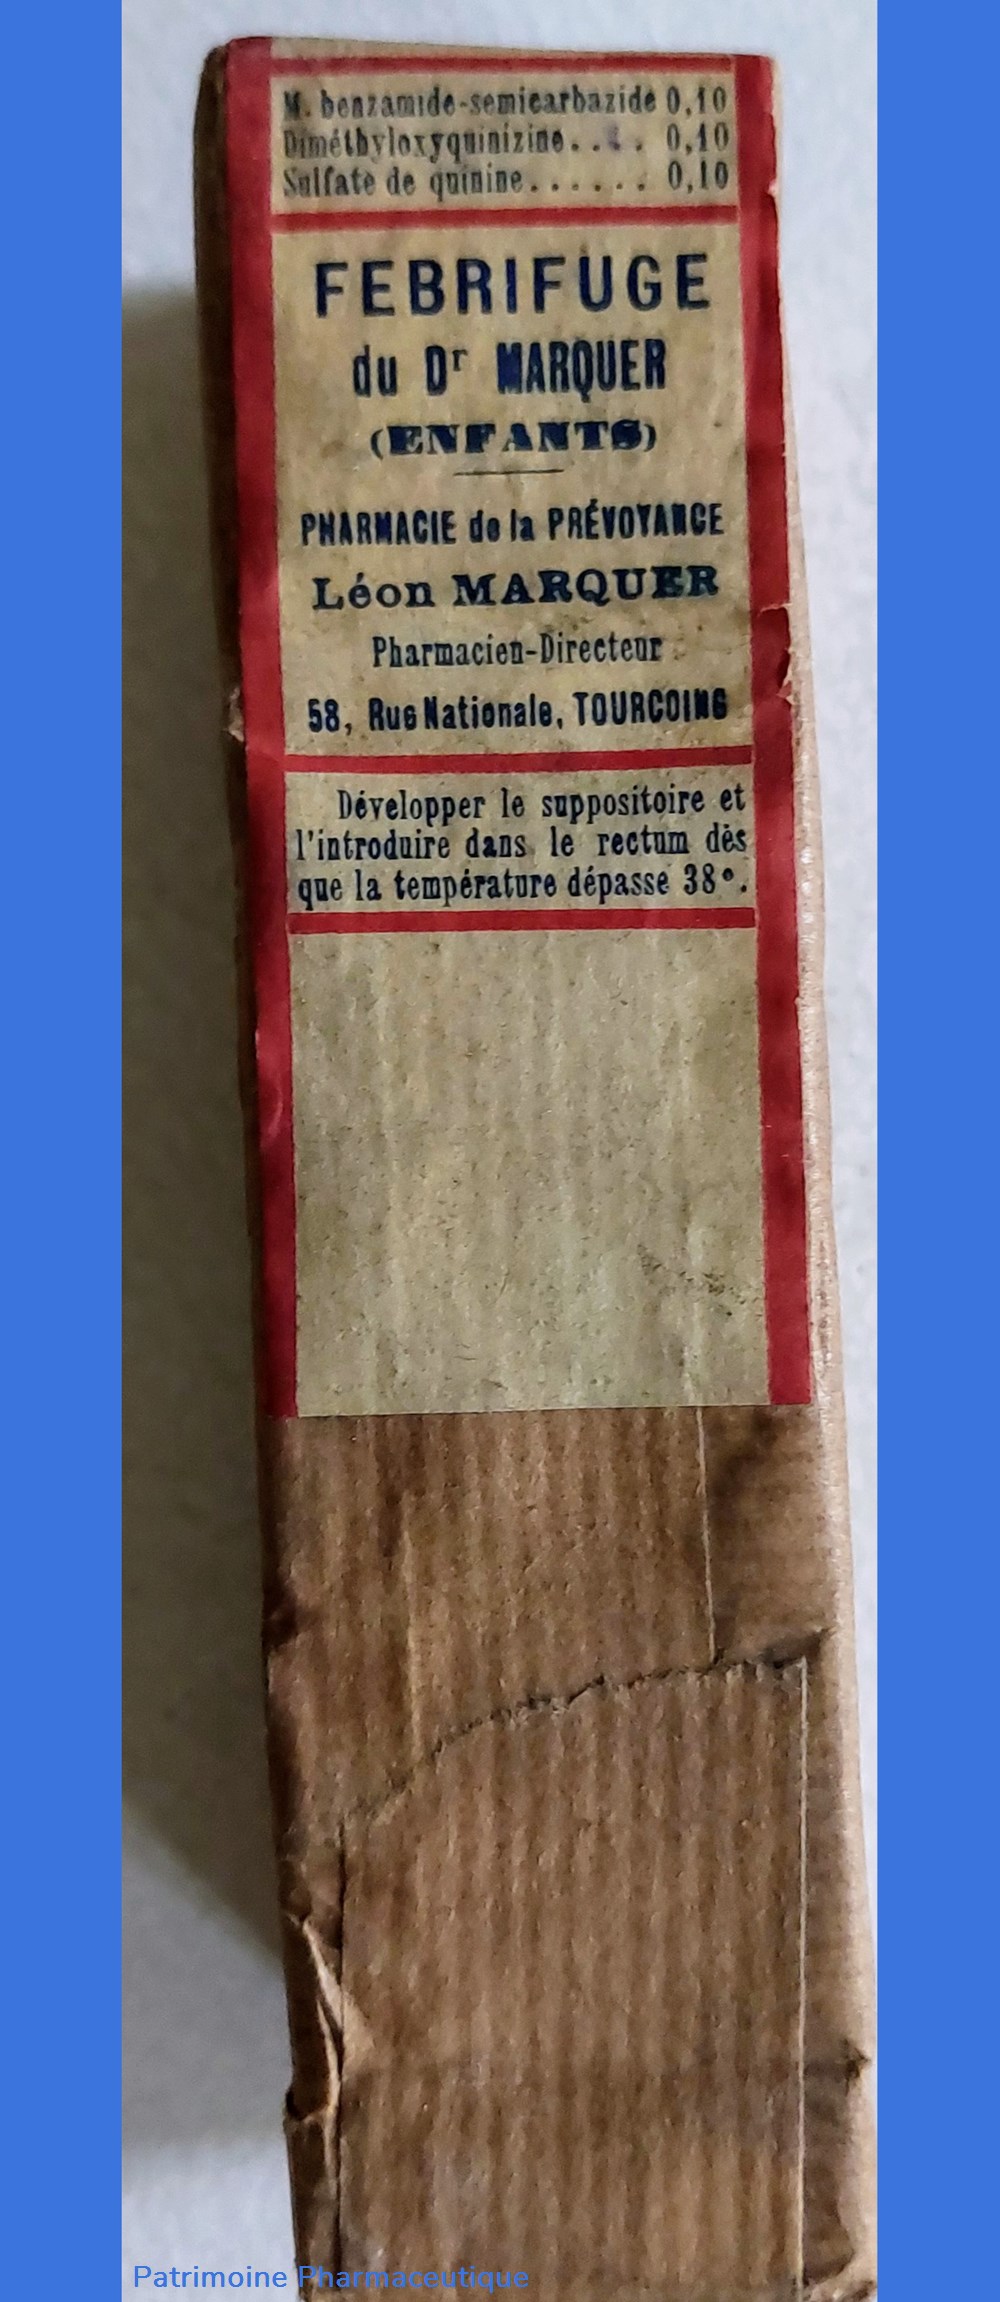 M. benzamide-semicarbazide 0,10
Diméthyloxyquinizine.... 0,10
Sulfate de quinine...... 0,10
FEBRIFUGE
du Dr MARQUER
(ENFANTS)
PHARMACIE de la PRÉVOYANCE
Léon MARQUER
Pharmacien-Directeur
58, Rue Nationale, TOURCOING
Développer le suppositoire et
l'introduire dans le rectum dès
que la température dépasse 38°.
Patrimoine Pharmaceutique